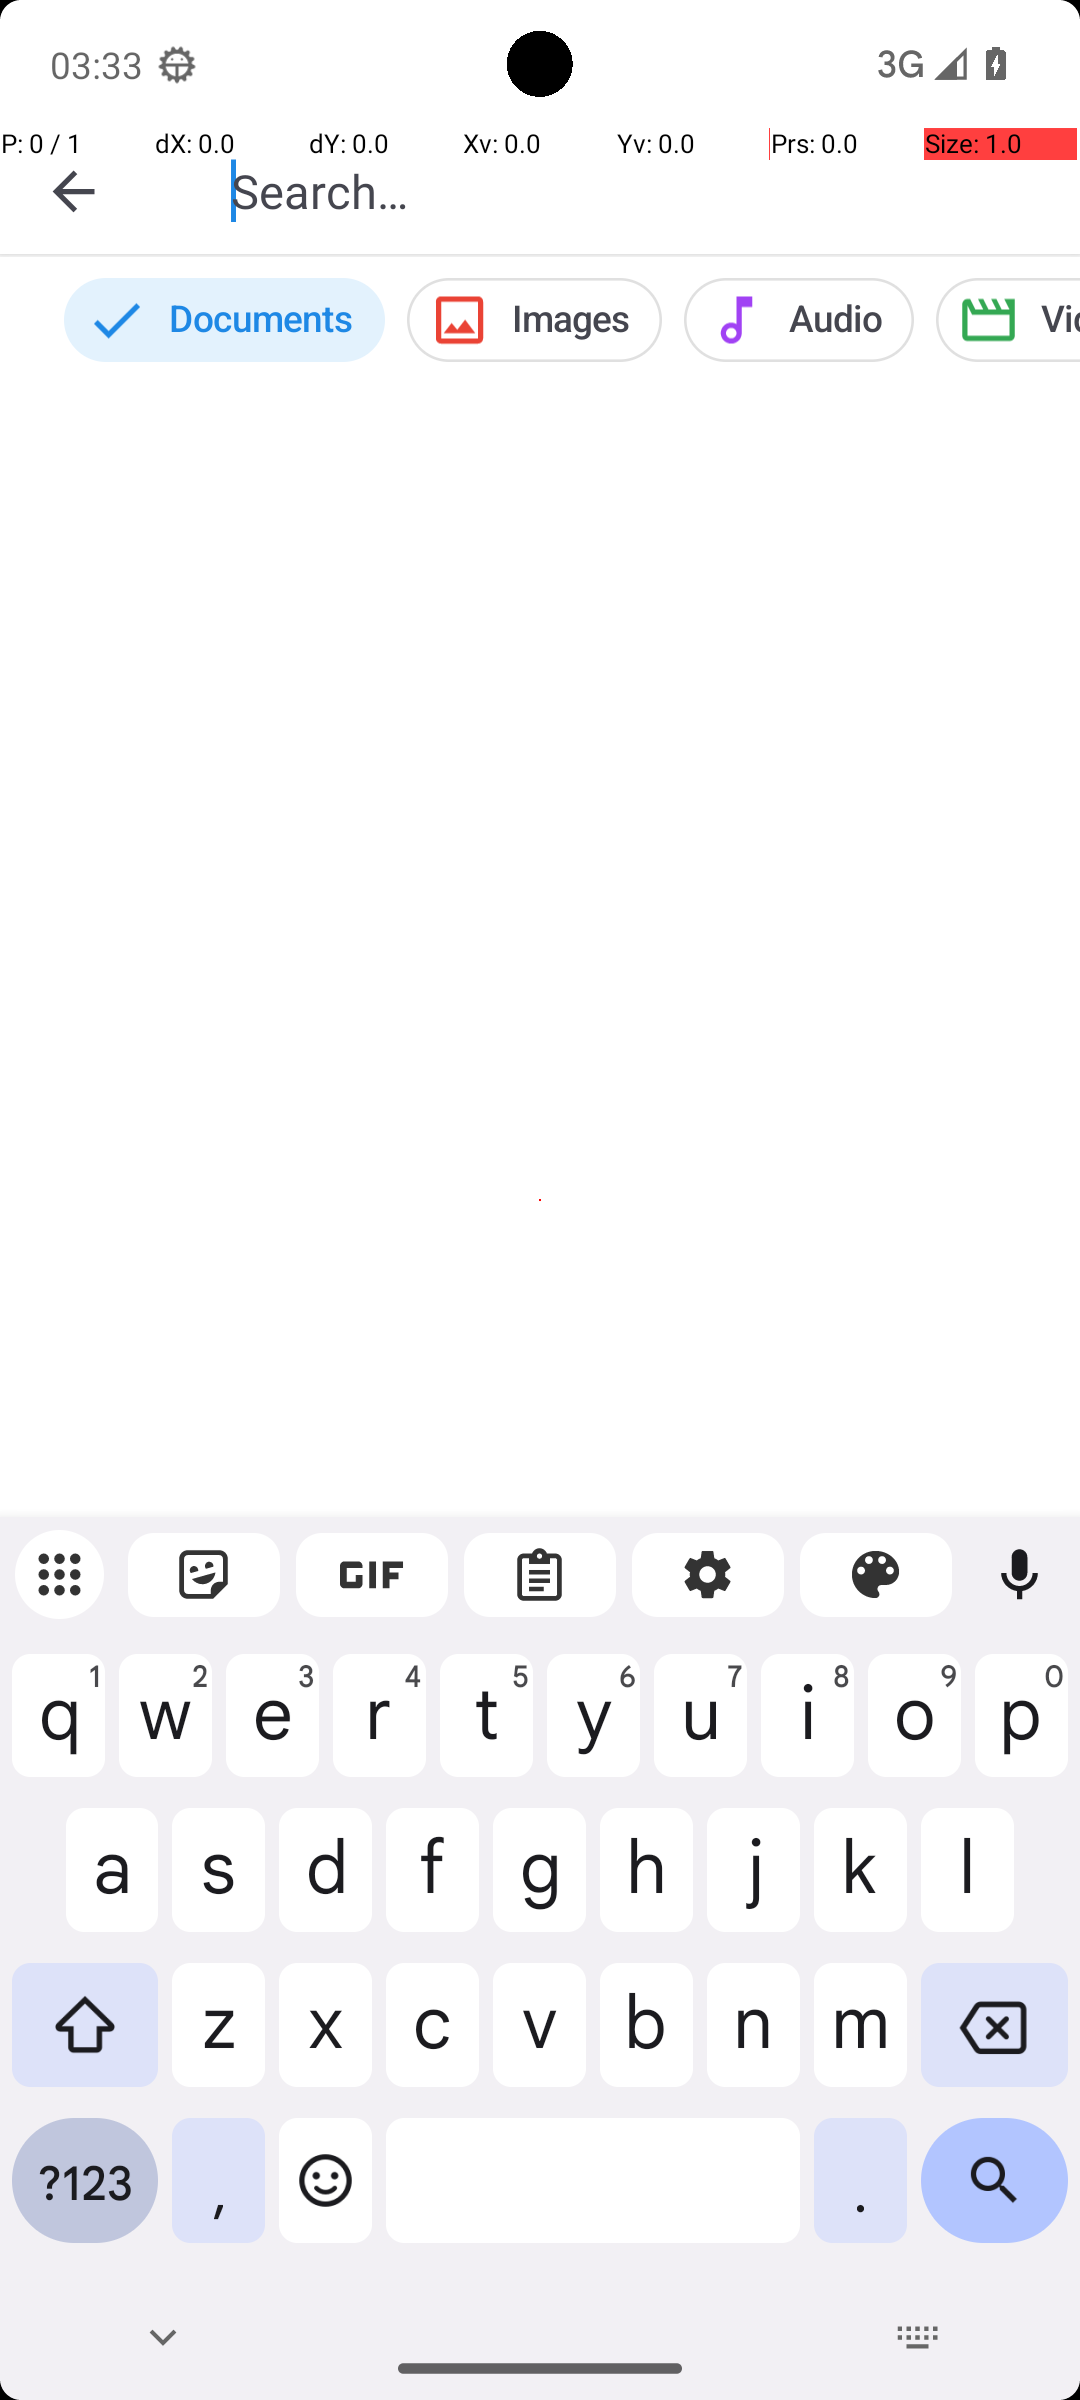 03:33 3G
P: 0 / 1 dX: 0.0 dY: 0.0 Xv: 0.0 Yv: 0.0 Prs: 0.0 Size: 1.0
Search...
Documents Images Audio Vi
GIF
q 1 w 2 e 3 r 4 t 5 y 6 u 7 i 8 o 9 p 0
a s d f g h j k l
z x c v b n m
?123 , .